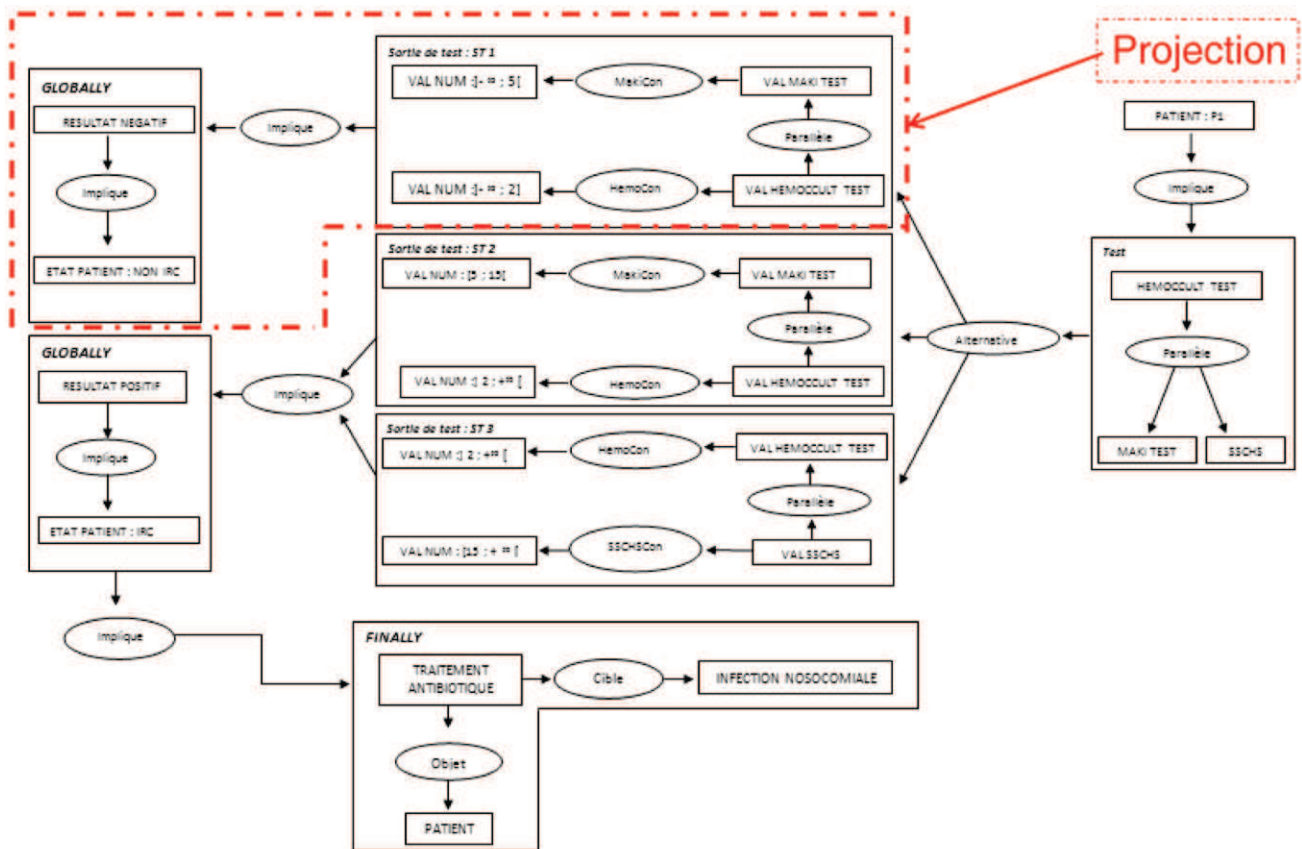 Projection
Sortie de test : ST 1
VAL NUM :]- ∞ ; 5[
MakiCon
VAL MAKI TEST
Parallèle
VAL NUM :]- ∞ ; 2]
HemoCon
VAL HEMOCCULT TEST
GLOBALLY
RESULTAT NEGATIF
Implique
ETAT PATIENT : NON IRC
Implique
PATIENT : P1
Implique
Test
HEMOCCULT TEST
Parallèle
MAKI TEST
SSCHS
Alternative
Sortie de test : ST 2
VAL NUM : [5 ; 15[
MakiCon
VAL MAKI TEST
Parallèle
VAL NUM :] 2 ; +∞ [
HemoCon
VAL HEMOCCULT TEST
GLOBALLY
RESULTAT POSITIF
Implique
ETAT PATIENT : IRC
Implique
Sortie de test : ST 3
VAL NUM :] 2 ; +∞ [
HemoCon
VAL HEMOCCULT TEST
Parallèle
VAL NUM : [15 ; + ∞ [
SSCHSCon
VAL SSCHS
Implique
FINALLY
TRAITEMENT
ANTIBIOTIQUE
Cible
INFECTION NOSOCOMIALE
Objet
PATIENT